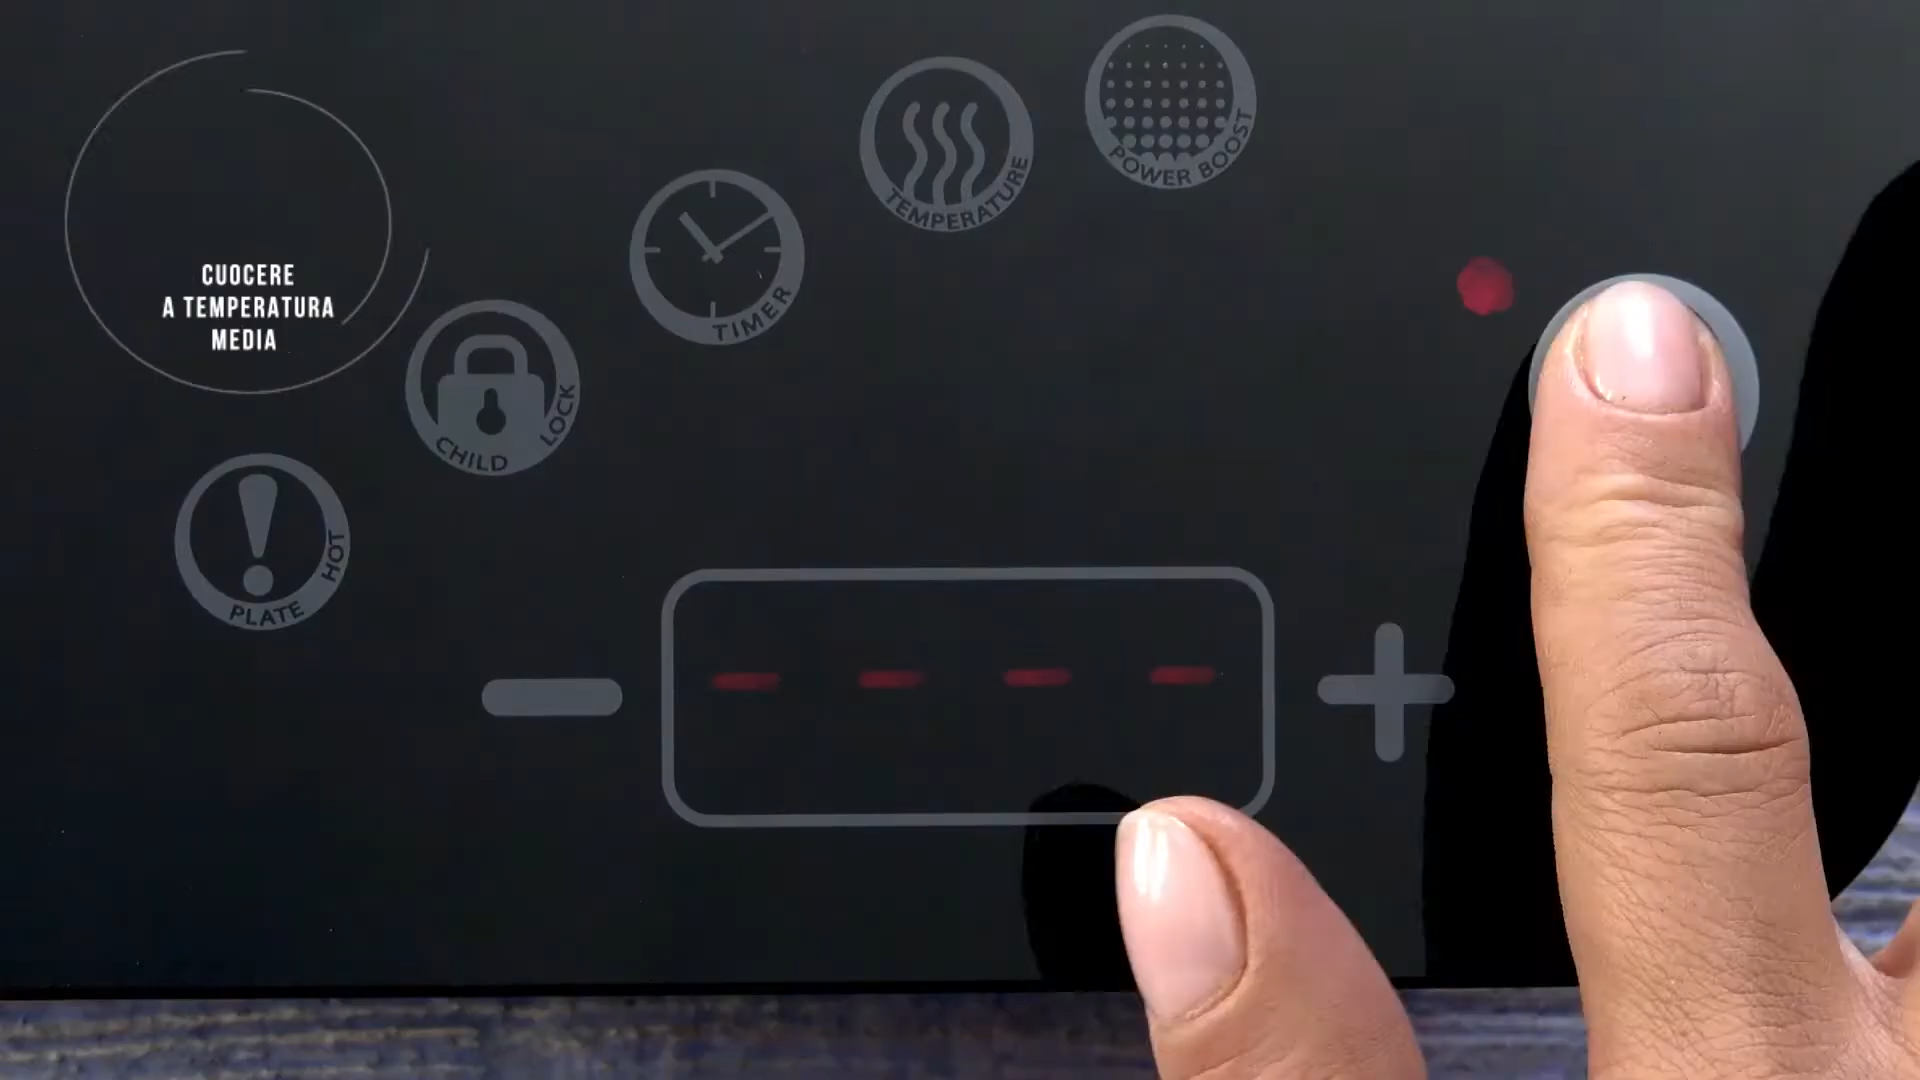 CUOCERE
A TEMPERATURA
MEDIA
POWER BOOST
TEMPERATURE
TIMER
CHILD LOCK
PLATE HOT